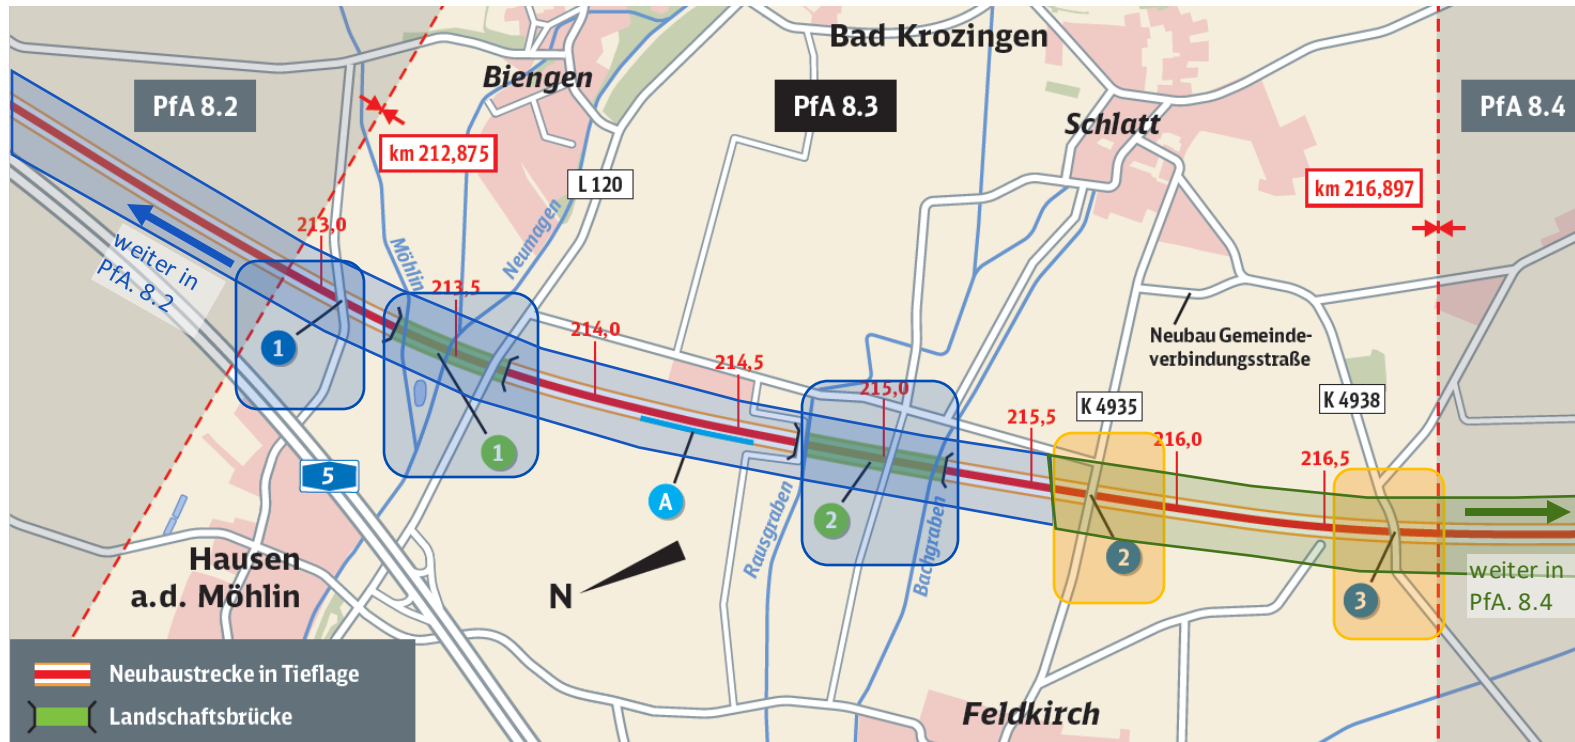 Bad Krozingen
Biengen
PfA 8.2
PfA 8.3
PfA 8.4
Schlatt
km 212,875
L 120
km 216,897
213,0
Neumagen
Möhlin
weiter in
PfA. 8.2
213,5
214,0
Neubau Gemeinde-
verbindungsstraße
1
214,5
215,0
K 4935
K 4938
215,5
216,0
1
216,5
5
A
2
Rausgraben
Bachgraben
2
3
Hausen
a.d. Möhlin
N
weiter in
PfA. 8.4
Neubaustrecke in Tieflage
Landschaftsbrücke
Feldkirch